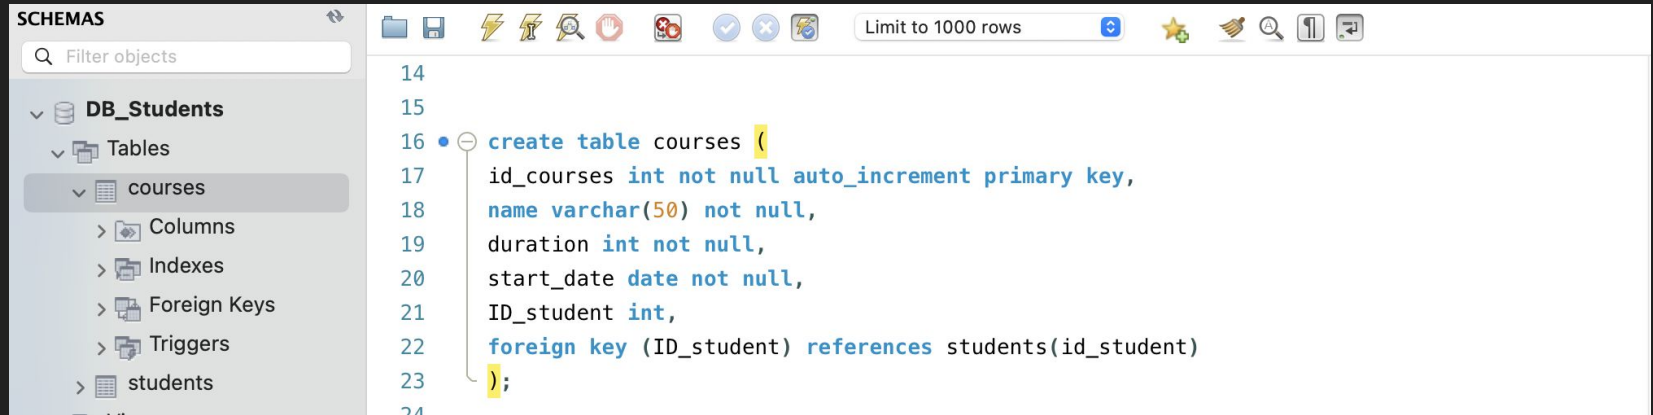 SCHEMAS
Filter objects
DB_Students
Tables
courses
Columns
Indexes
Foreign Keys
Triggers
students
Limit to 1000 rows
14
15
16 create table courses (
17 id_courses int not null auto_increment primary key,
18 name varchar(50) not null,
19 duration int not null,
20 start_date date not null,
21 ID_student int,
22 foreign key (ID_student) references students(id_student)
23 );
24